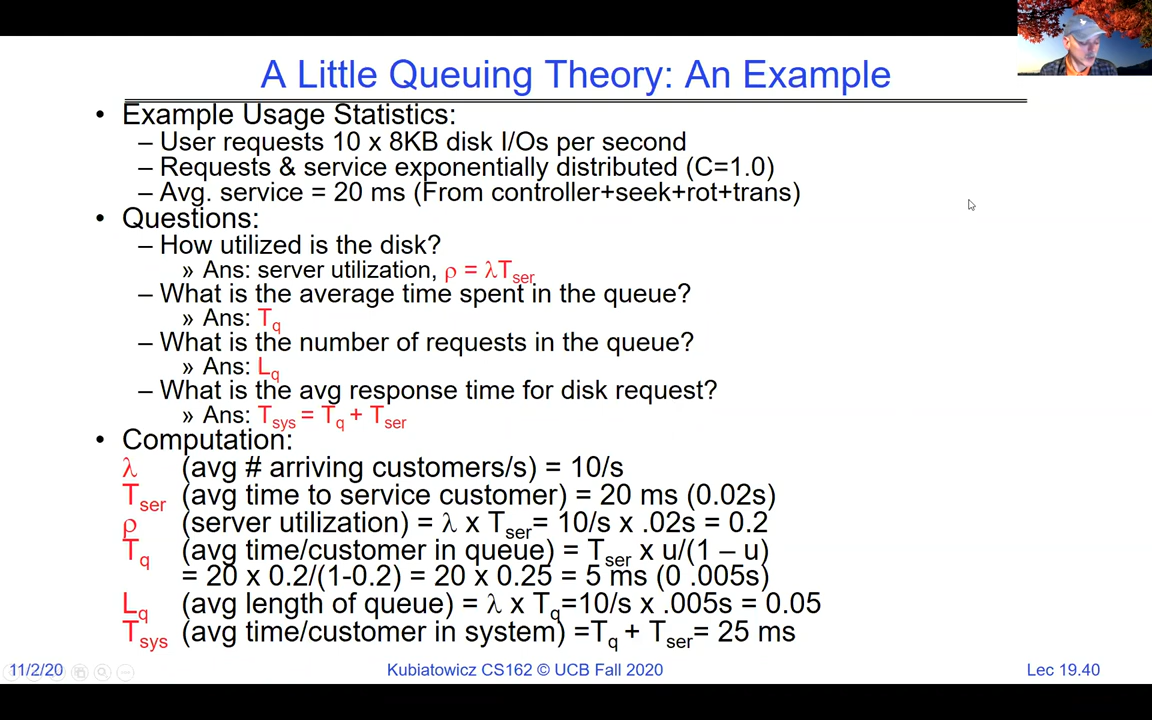 A Little Queuing Theory: An Example
• Example Usage Statistics:
– User requests 10 x 8KB disk I/Os per second
– Requests & service exponentially distributed (C=1.0)
– Avg. service = 20 ms (From controller+seek+rot+trans)
• Questions:
– How utilized is the disk?
» Ans: server utilization, ρ = λTser
– What is the average time spent in the queue?
» Ans: Tq
– What is the number of requests in the queue?
» Ans: Lq
– What is the avg response time for disk request?
» Ans: Tsys = Tq + Tser
• Computation:
λ (avg # arriving customers/s) = 10/s
Tser (avg time to service customer) = 20 ms (0.02s)
ρ (server utilization) = λ x Tser= 10/s x .02s = 0.2
Tq (avg time/customer in queue) = Tser x u/(1 – u)
= 20 x 0.2/(1-0.2) = 20 x 0.25 = 5 ms (0 .005s)
Lq (avg length of queue) = λ x Tq=10/s x .005s = 0.05
Tsys (avg time/customer in system) =Tq + Tser= 25 ms
11/2/20 Kubiatowicz CS162 © UCB Fall 2020 Lec 19.40